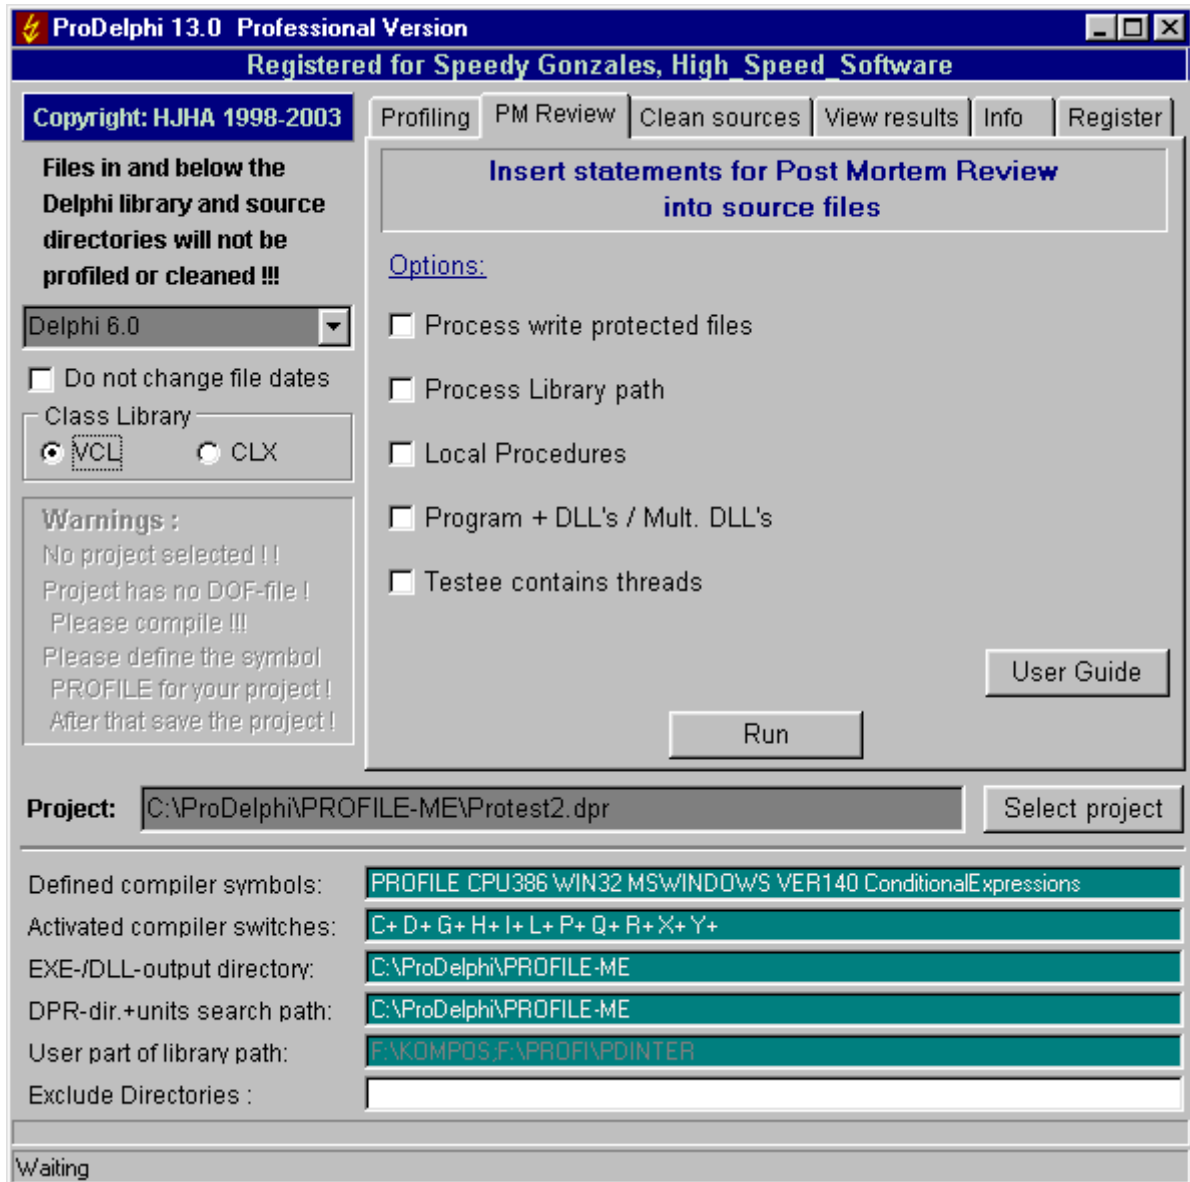 ProDelphi 13.0 Professional Version
Registered for Speedy Gonzales, High_Speed_Software
Copyright: HJHA 1998-2003
Files in and below the
Delphi library and source
directories will not be
profiled or cleaned !!!
Delphi 6.0
Do not change file dates
Class Library
VCL CLX
Warnings :
No project selected ! !
Project has no DOF-file !
Please compile !!!
Please define the symbol
PROFILE for your project !
After that save the project !
Profiling PM Review Clean sources View results Info Register
Insert statements for Post Mortem Review
into source files
Options:
Process write protected files
Process Library path
Local Procedures
Program + DLL's / Mult. DLL's
Testee contains threads
User Guide
Run
Project: C:\ProDelphi\PROFILE-ME\Protest2.dpr Select project
Defined compiler symbols: PROFILE CPU386 WIN32 MSWINDOWS VER140 ConditionalExpressions
Activated compiler switches: C+ D+ G+ H+ I+ L+ P+ Q+ R+ X+ Y+
EXE-/DLL-output directory: C:\ProDelphi\PROFILE-ME
DPR-dir.+units search path: C:\ProDelphi\PROFILE-ME
User part of library path: F:\KOMPOS;F:\PROFI\PDINTER
Exclude Directories :
Waiting